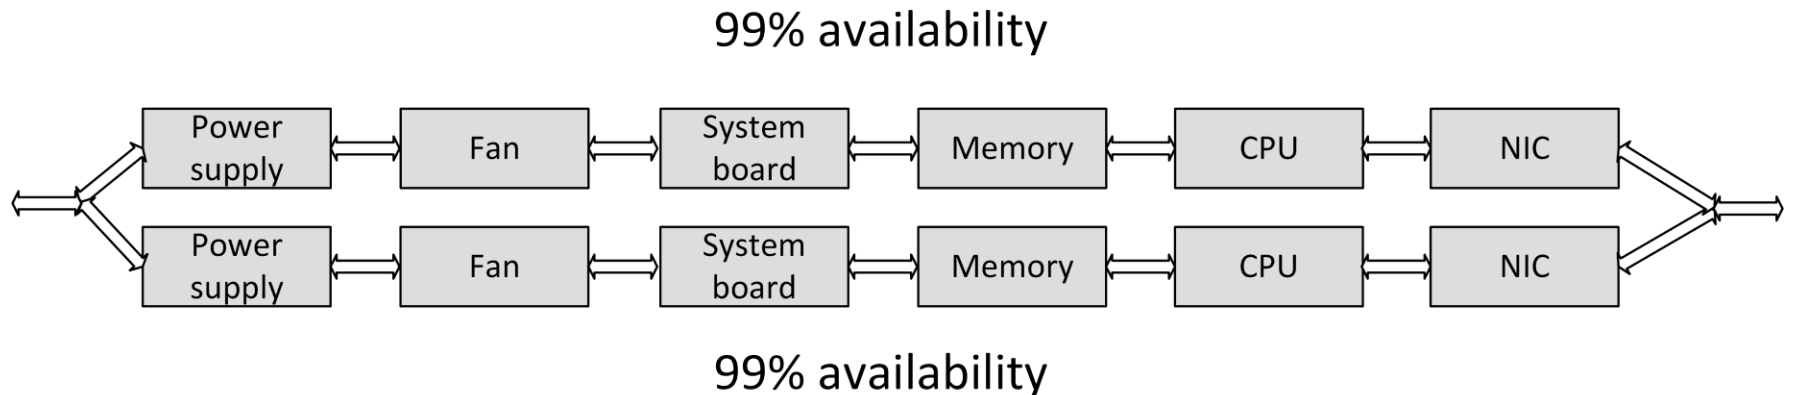 99% availability
Power
supply
Fan
System
board
Memory
CPU
NIC
Power
supply
Fan
System
board
Memory
CPU
NIC
99% availability